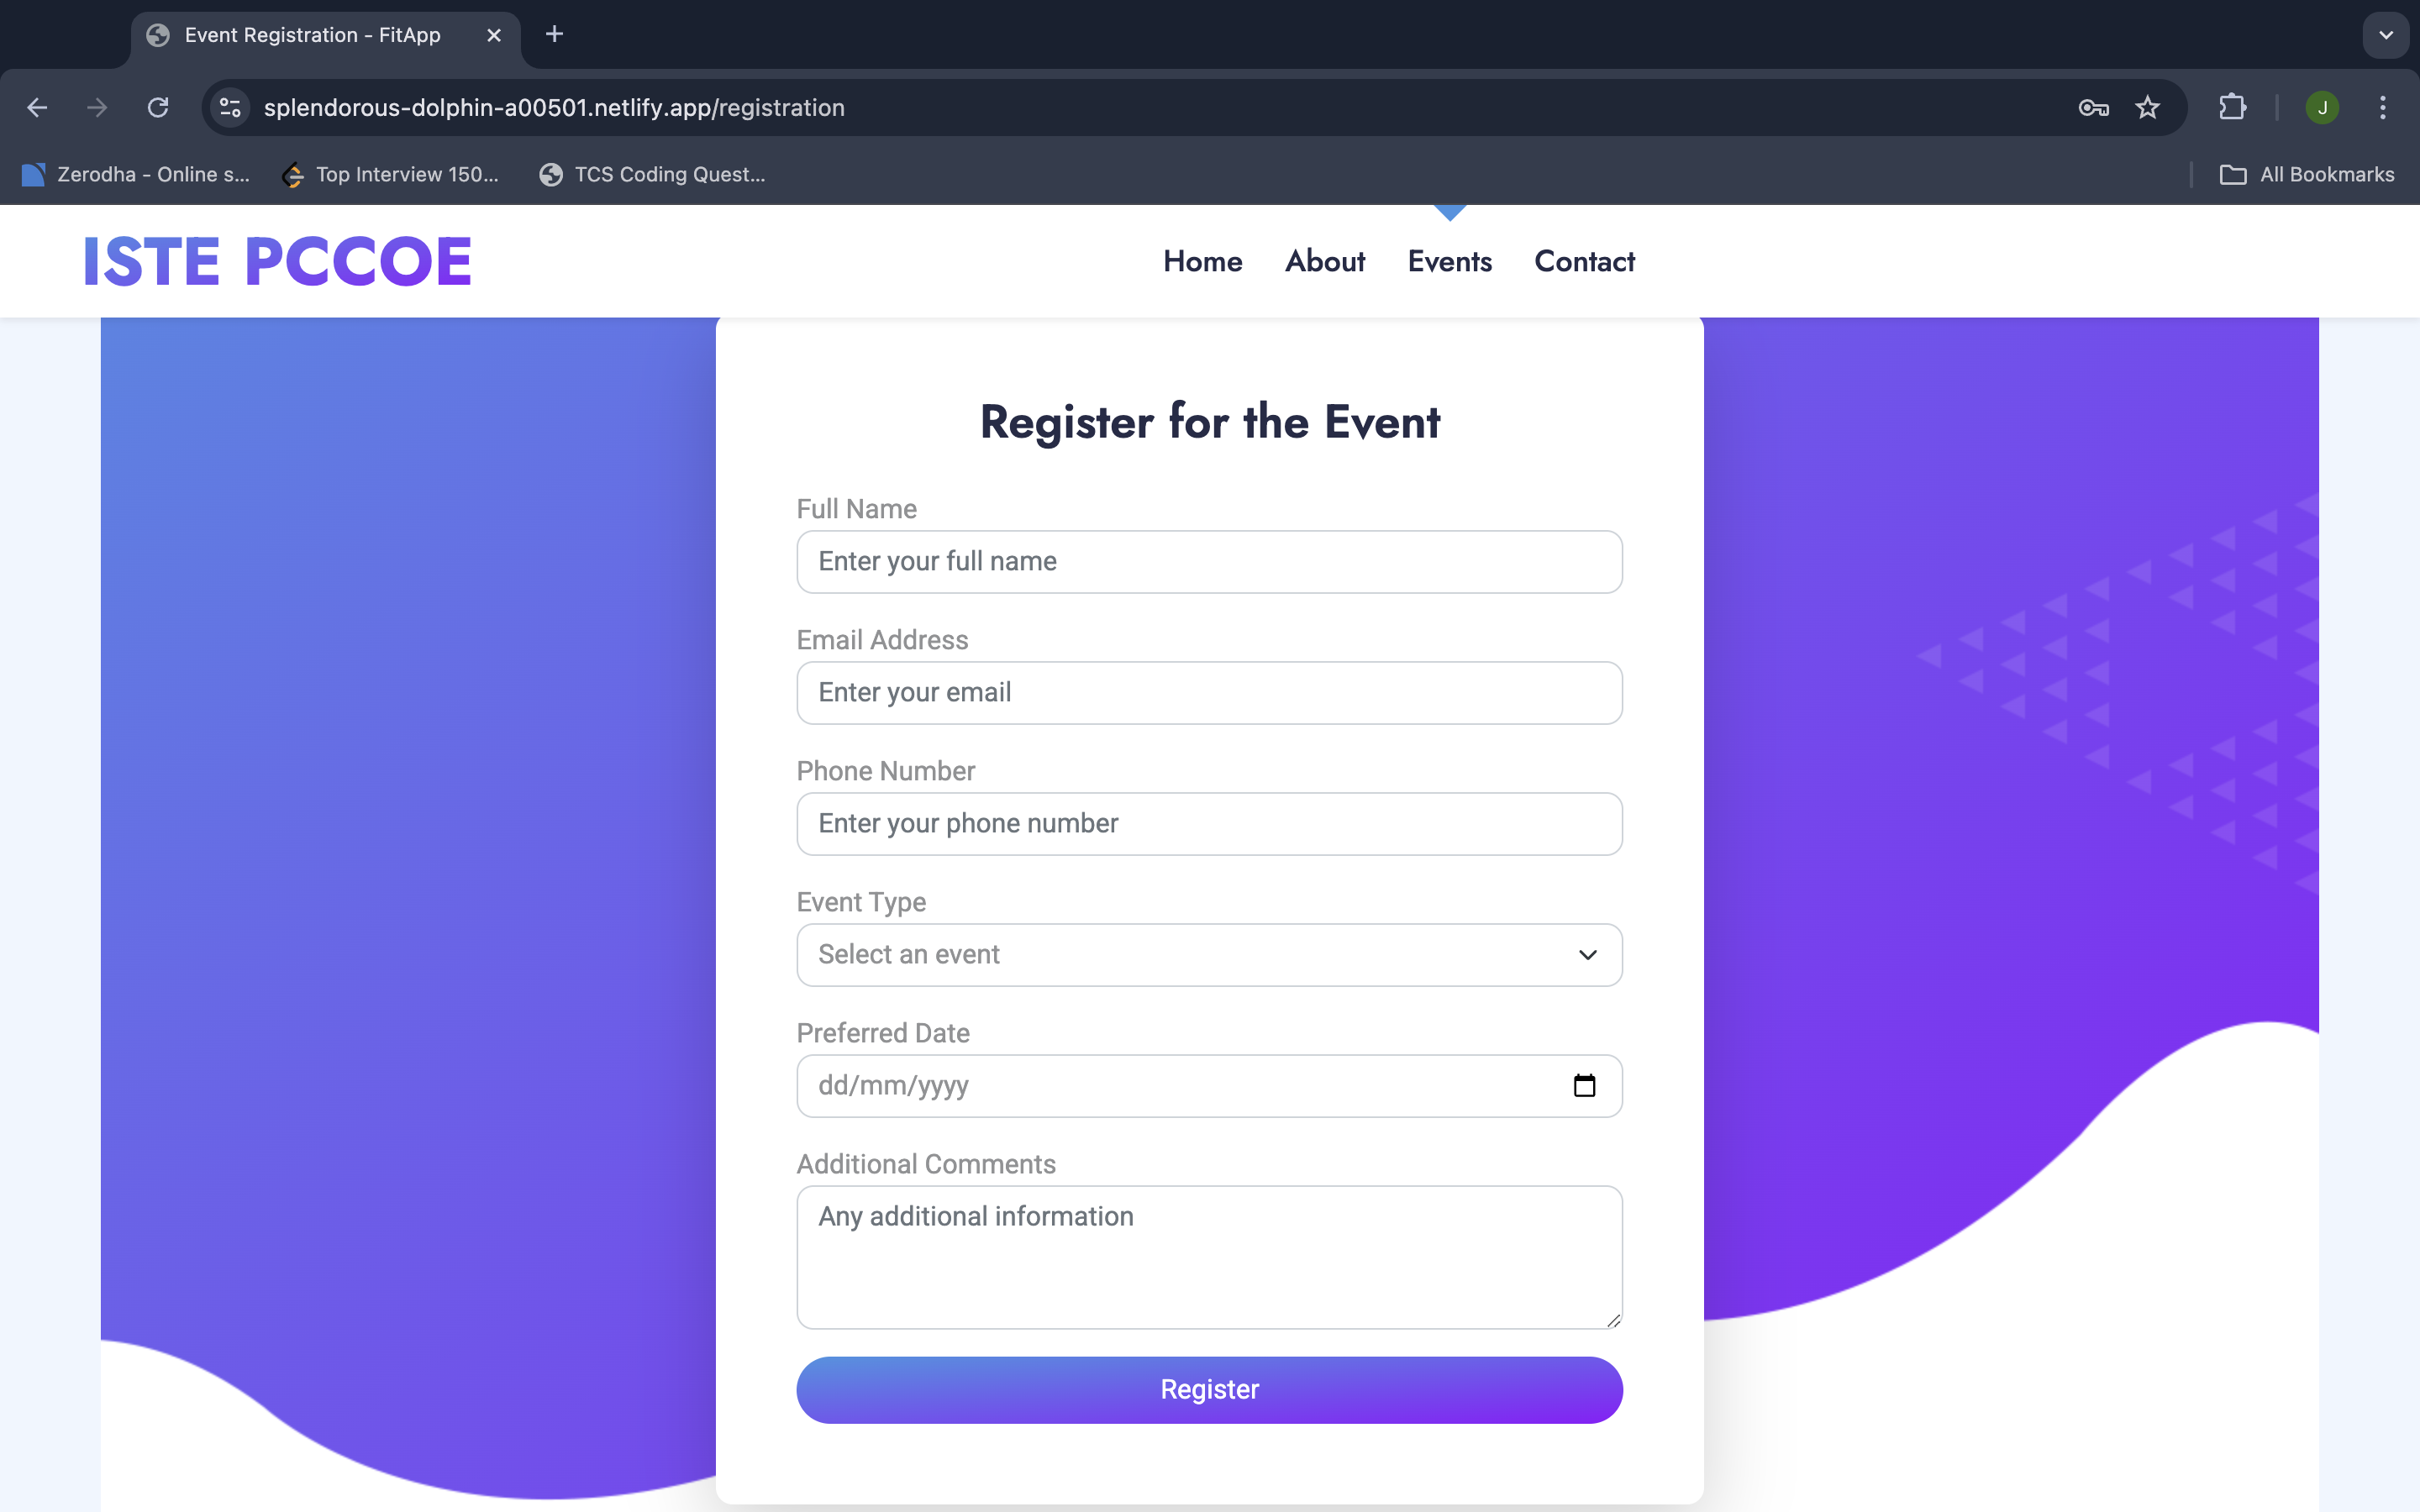 Event Registration - FitApp
splendorous-dolphin-a00501.netlify.app/registration
J
Zerodha - Online s...
Top Interview 150...
TCS Coding Quest...
All Bookmarks
ISTE PCCOE
Home
About
Events
Contact
Register for the Event
Full Name
Enter your full name
Email Address
Enter your email
Phone Number
Enter your phone number
Event Type
Select an event
Preferred Date
dd/mm/yyyy
Additional Comments
Any additional information
Register